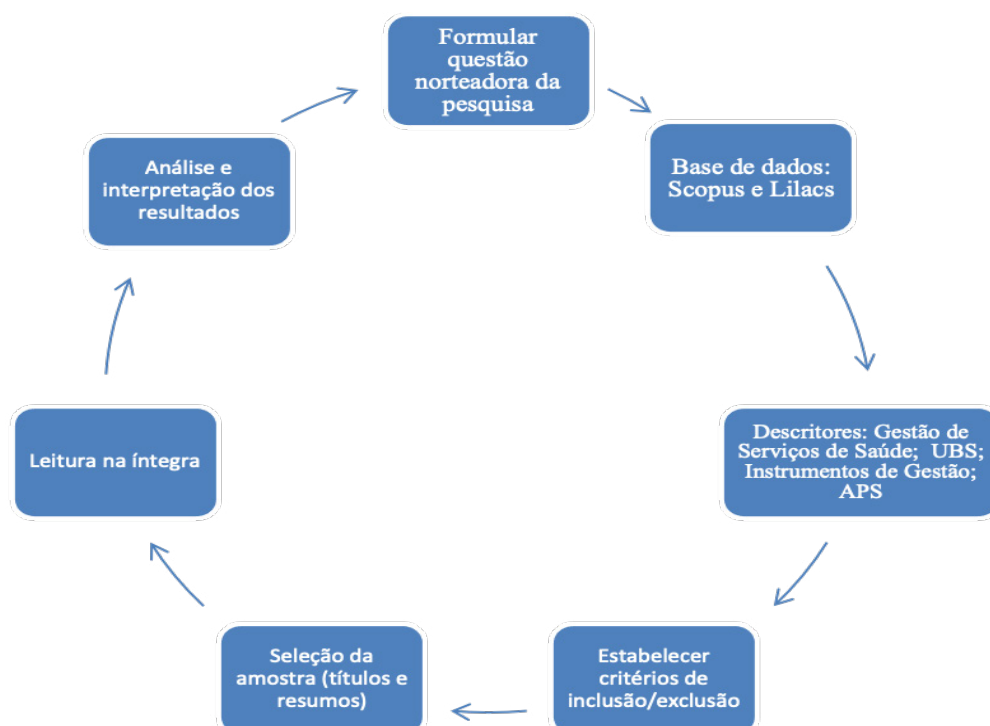 Formular
questão
norteadora da
pesquisa
Base de dados:
Scopus e Lilacs
Descritores: Gestão de
Serviços de Saúde; UBS;
Instrumentos de Gestão;
APS
Estabelecer
critérios de
inclusão/exclusão
Seleção da
amostra (títulos e
resumos)
Leitura na íntegra
Análise e
interpretação dos
resultados